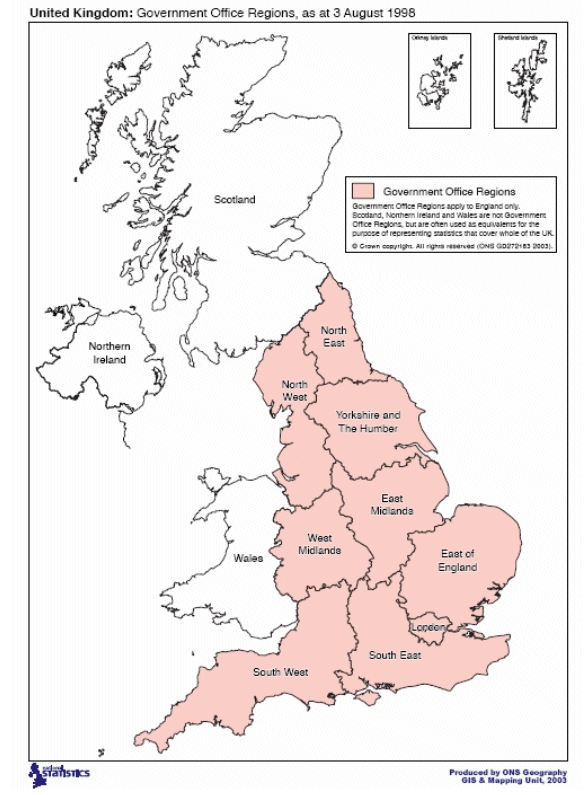 United Kingdom: Government Office Regions, as at 3 August 1998
Orkney Islands
Shetland Islands
Scotland
Government Office Regions
Government Office Regions apply to England only.
Scotland, Northern Ireland and Wales are not Government
Office Regions, but are often used as equivalents for the
purpose of representing statistics that cover whole of the UK.
© Crown copyright. All rights reserved (ONS GD272183 2003).
North
East
Northern
Ireland
North
West
Yorkshire and
The Humber
East
Midlands
West
Midlands
Wales
East of
England
London
South East
South West
STATISTICS
Produced by ONS Geography
GIS & Mapping Unit, 2003